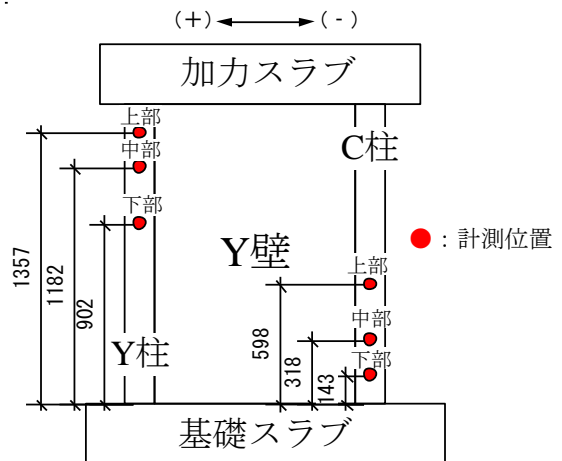 (+) (-)
加力スラブ
上部
中部
C柱
下部
●：計測位置
Y壁
上部
1357
1182
902
598
中部
318
下部
143
Y柱
基礎スラブ